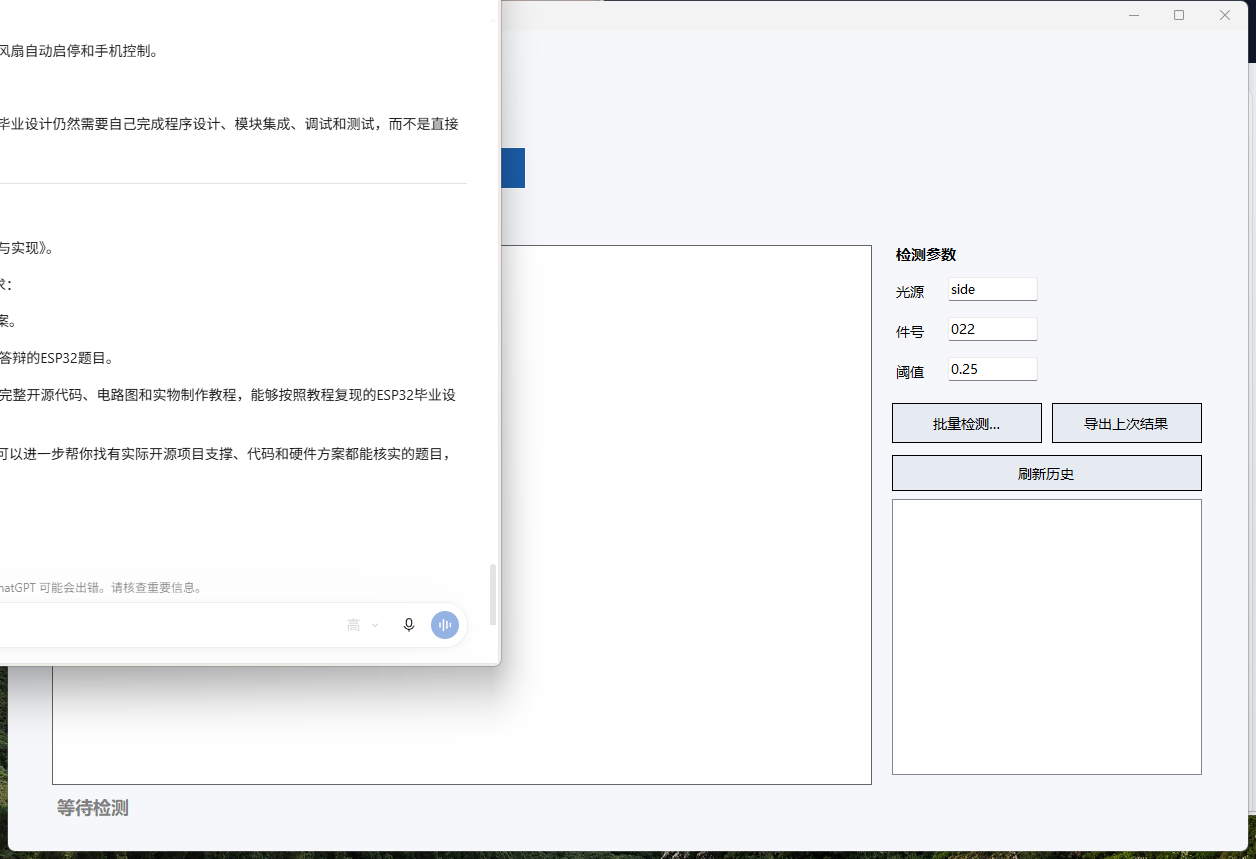 风扇自动启停和手机控制。
毕业设计仍然需要自己完成程序设计、模块集成、调试和测试，而不是直接
与实现》。
求：
案。
答辩的ESP32题目。
完整开源代码、电路图和实物制作教程，能够按照教程复现的ESP32毕业设
可以进一步帮你找有实际开源项目支撑、代码和硬件方案都能核实的题目，
hatGPT 可能会出错。请核查重要信息。
高
检测参数
光源 side
件号 022
阈值 0.25
批量检测... 导出上次结果
刷新历史
等待检测